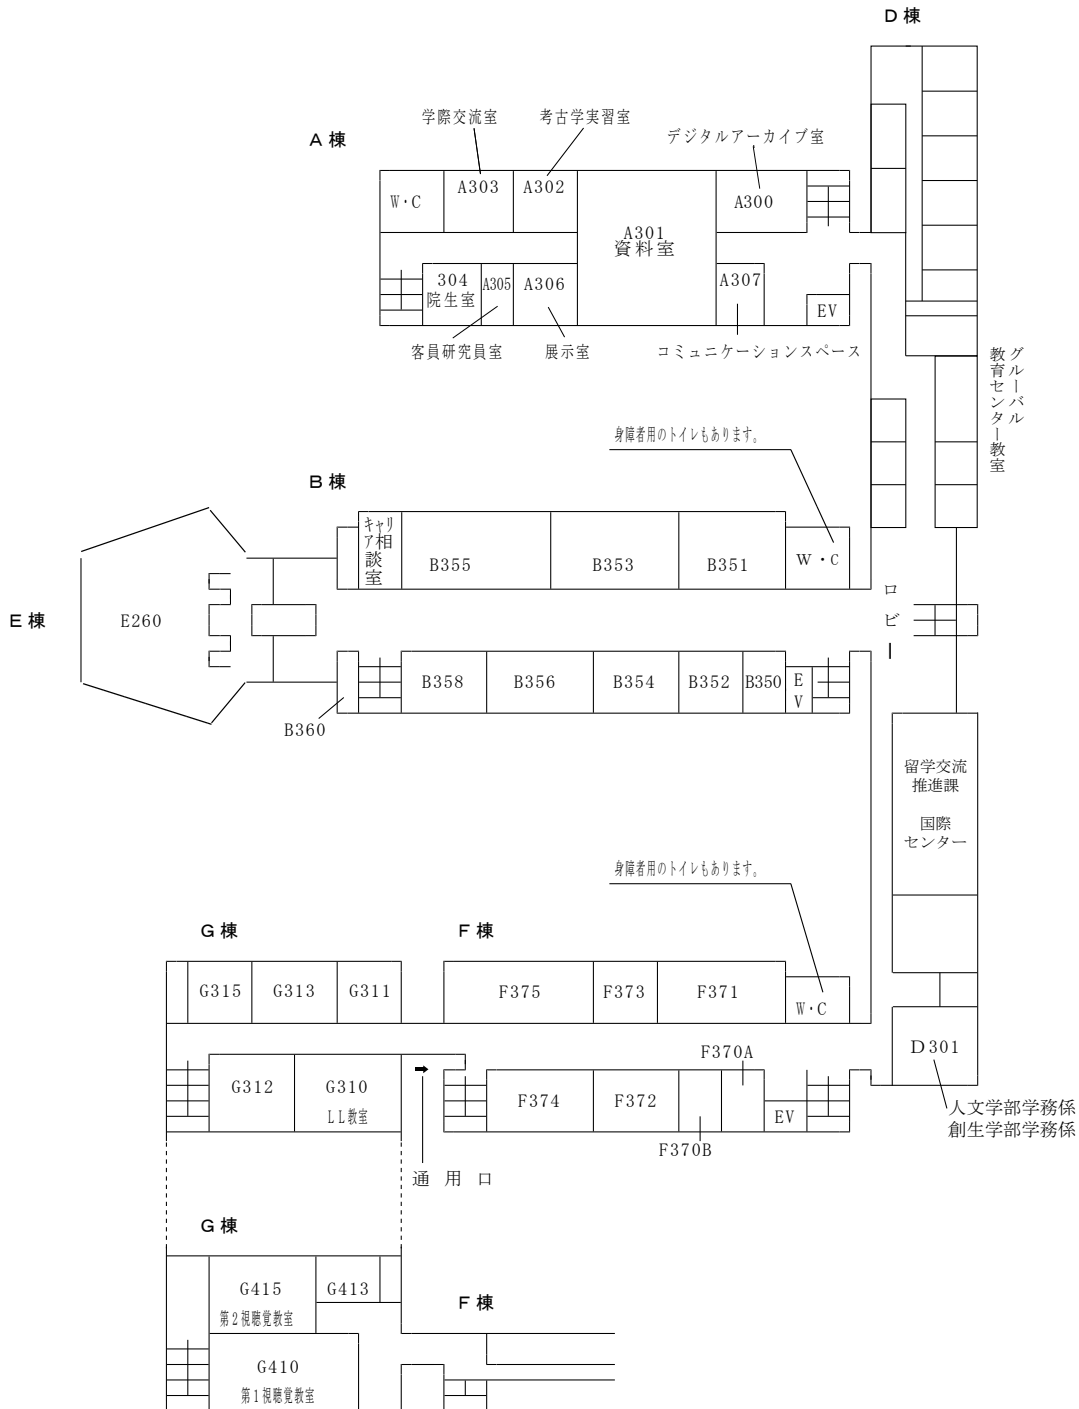 D棟
学際交流室
考古学実習室
デジタルアーカイブ室
A棟
W・C
A303
A302
A301
資料室
A300
304
院生室
A305
A306
A307
EV
客員研究員室
展示室
コミュニケーションスペース
グルーバル
教育センター教室
身障者用のトイレもあります。
B棟
キャリ
ア相
談
室
B355
B353
B351
W・C
E棟
E260
ロビー
B358
B356
B354
B352
B350
EV
B360
留学交流
推進課
国際
センター
身障者用のトイレもあります。
G棟
F棟
G315
G313
G311
F375
F373
F371
W・C
F370A
D301
G312
G310
LL教室
➡
F374
F372
EV
F370B
人文学部学務係
創生学部学務係
通用口
G棟
G415
第2視聴覚教室
G413
F棟
G410
第1視聴覚教室